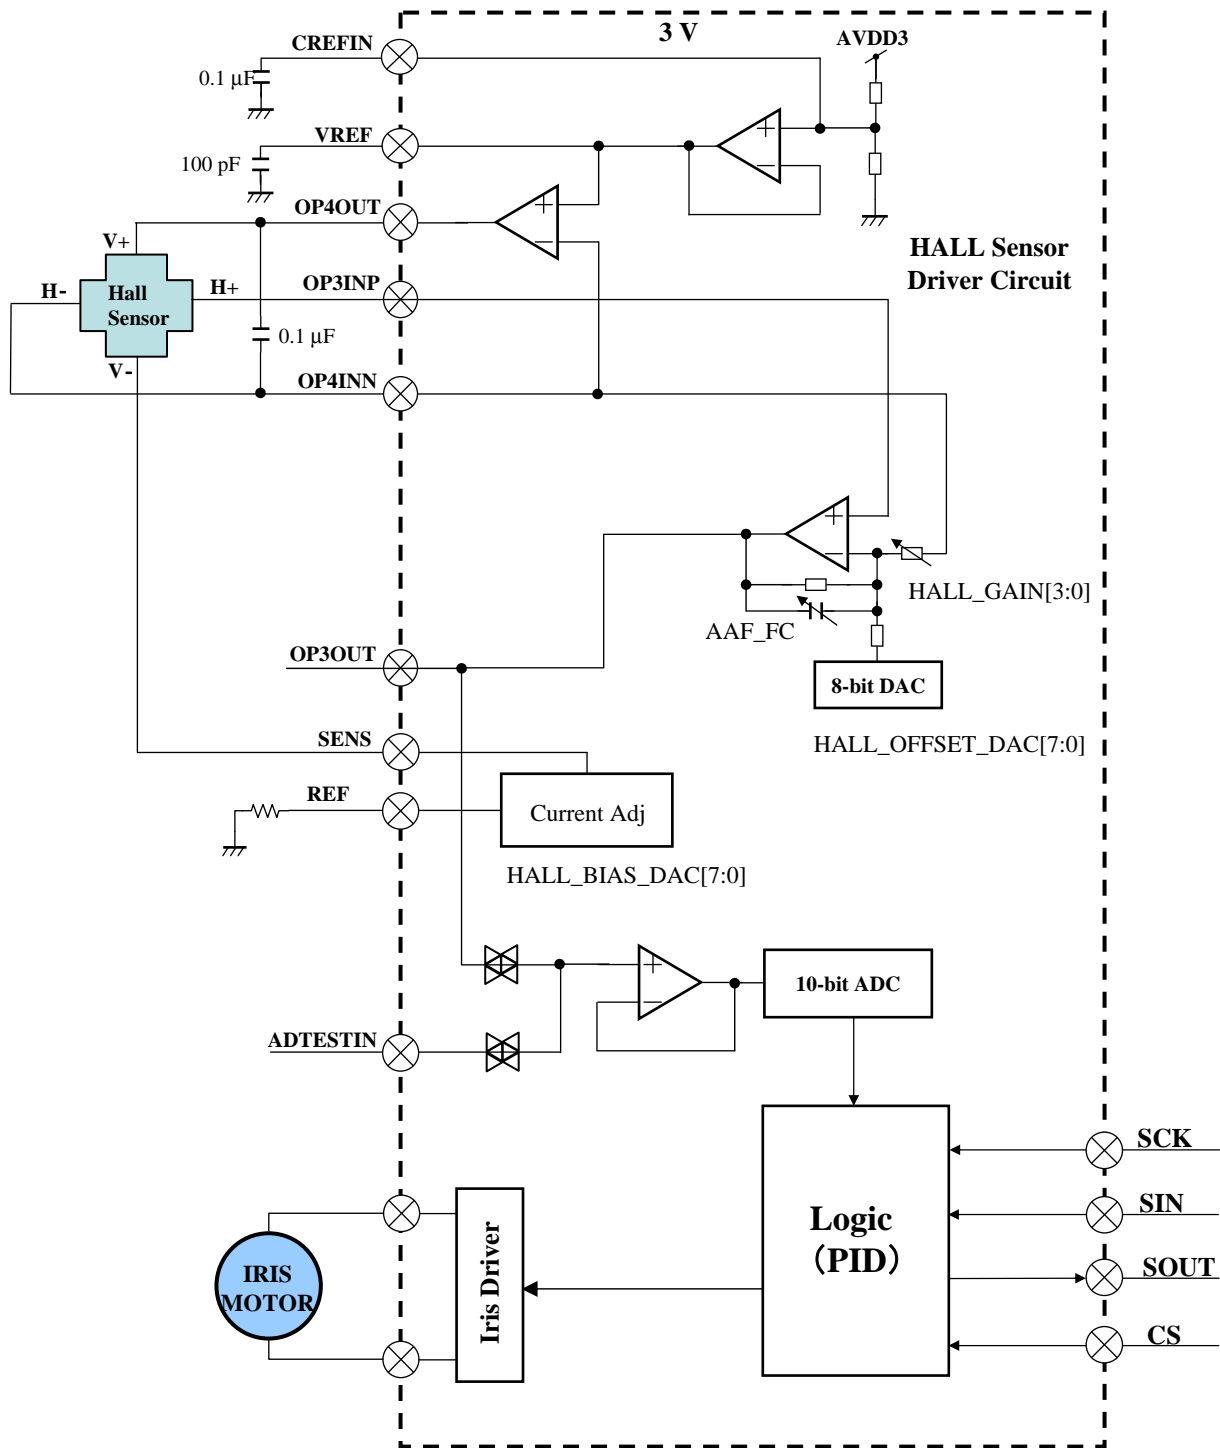 3 V
CREFIN
AVDD3
0.1 µF
VREF
+
−
100 pF
OP4OUT
+
−
V+
HALL Sensor
Driver Circuit
H-
Hall
Sensor
H+
OP3INP
0.1 µF
V-
OP4INN
+
−
HALL_GAIN[3:0]
AAF_FC
OP3OUT
8-bit DAC
SENS
HALL_OFFSET_DAC[7:0]
REF
Current Adj
HALL_BIAS_DAC[7:0]
+
−
10-bit ADC
ADTESTIN
SCK
SIN
Logic
（PID）
SOUT
IRIS
MOTOR
Iris Driver
CS